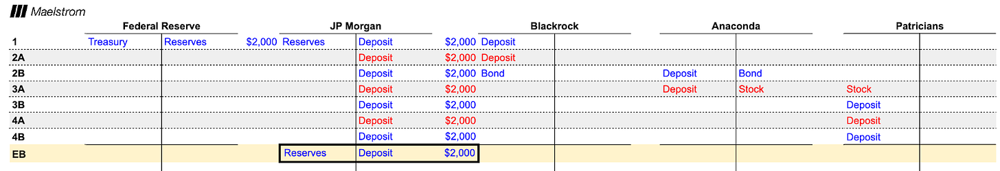 Maelstrom
Federal Reserve JP Morgan Blackrock Anaconda Patricians
1 Treasury Reserves $2,000 Reserves Deposit $2,000 Deposit
2A Deposit $2,000 Deposit
2B Deposit $2,000 Bond Deposit Bond
3A Deposit $2,000 Deposit Stock Stock
3B Deposit $2,000 Deposit
4A Deposit $2,000 Deposit
4B Deposit $2,000 Deposit
EB Reserves Deposit $2,000